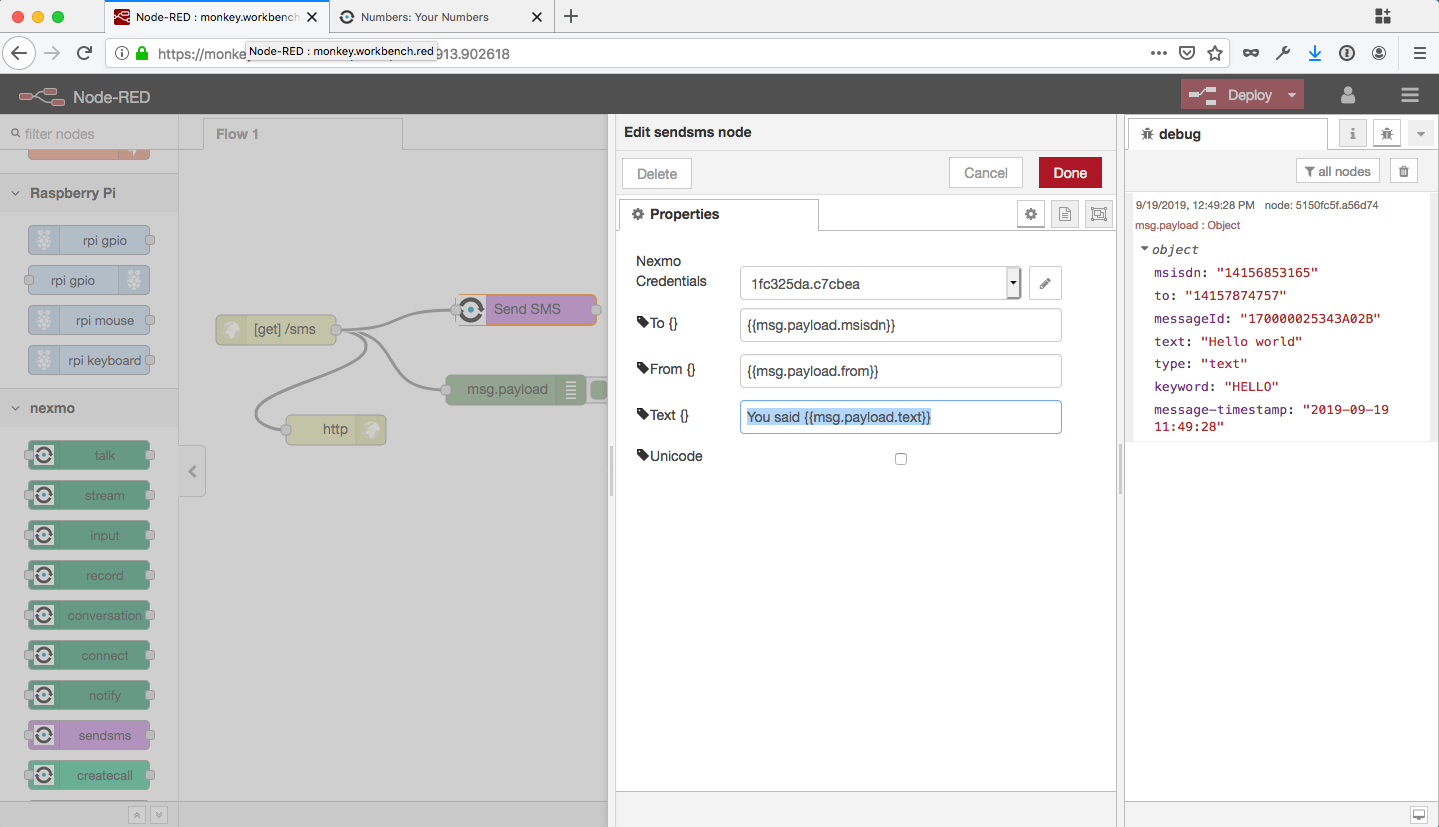 Node-RED : monkey.workbench
Numbers: Your Numbers
https://monke
Node-RED : monkey.workbench.red
913.902618
Node-RED
Deploy
filter nodes
Raspberry Pi
rpi gpio
rpi gpio
rpi mouse
rpi keyboard
nexmo
talk
stream
input
record
conversation
connect
notify
sendsms
createcall
Flow 1
[get] /sms
Send SMS
msg.payload
http
Edit sendsms node
Delete
Cancel
Done
Properties
Nexmo
Credentials
1fc325da.c7cbea
To {}
{{msg.payload.msisdn}}
From {}
{{msg.payload.from}}
Text {}
You said {{msg.payload.text}}
Unicode
debug
all nodes
9/19/2019, 12:49:28 PM node: 5150fc5f.a56d74
msg.payload : Object
object
msisdn: "14156853165"
to: "14157874757"
messageId: "170000025343A02B"
text: "Hello world"
type: "text"
keyword: "HELLO"
message-timestamp: "2019-09-19
11:49:28"